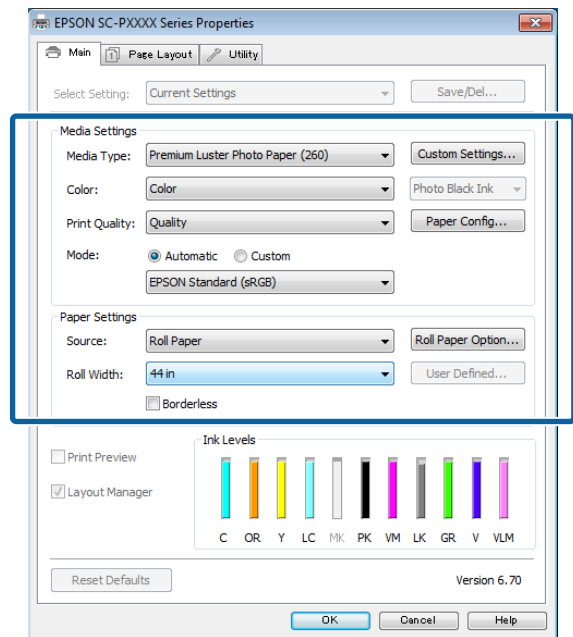 EPSON SC-PXXXX Series Properties
Main Page Layout Utility
Select Setting: Current Settings Save/Del...
Media Settings
Media Type: Premium Luster Photo Paper (260) Custom Settings...
Color: Color Photo Black Ink
Print Quality: Quality Paper Config...
Mode: Automatic Custom
EPSON Standard (sRGB)
Paper Settings
Source: Roll Paper Roll Paper Option...
Roll Width: 44 in User Defined...
Borderless
Ink Levels
Print Preview
Layout Manager
C OR Y LC MK PK VM LK GR V VLM
Reset Defaults Version 6.70
OK Cancel Help